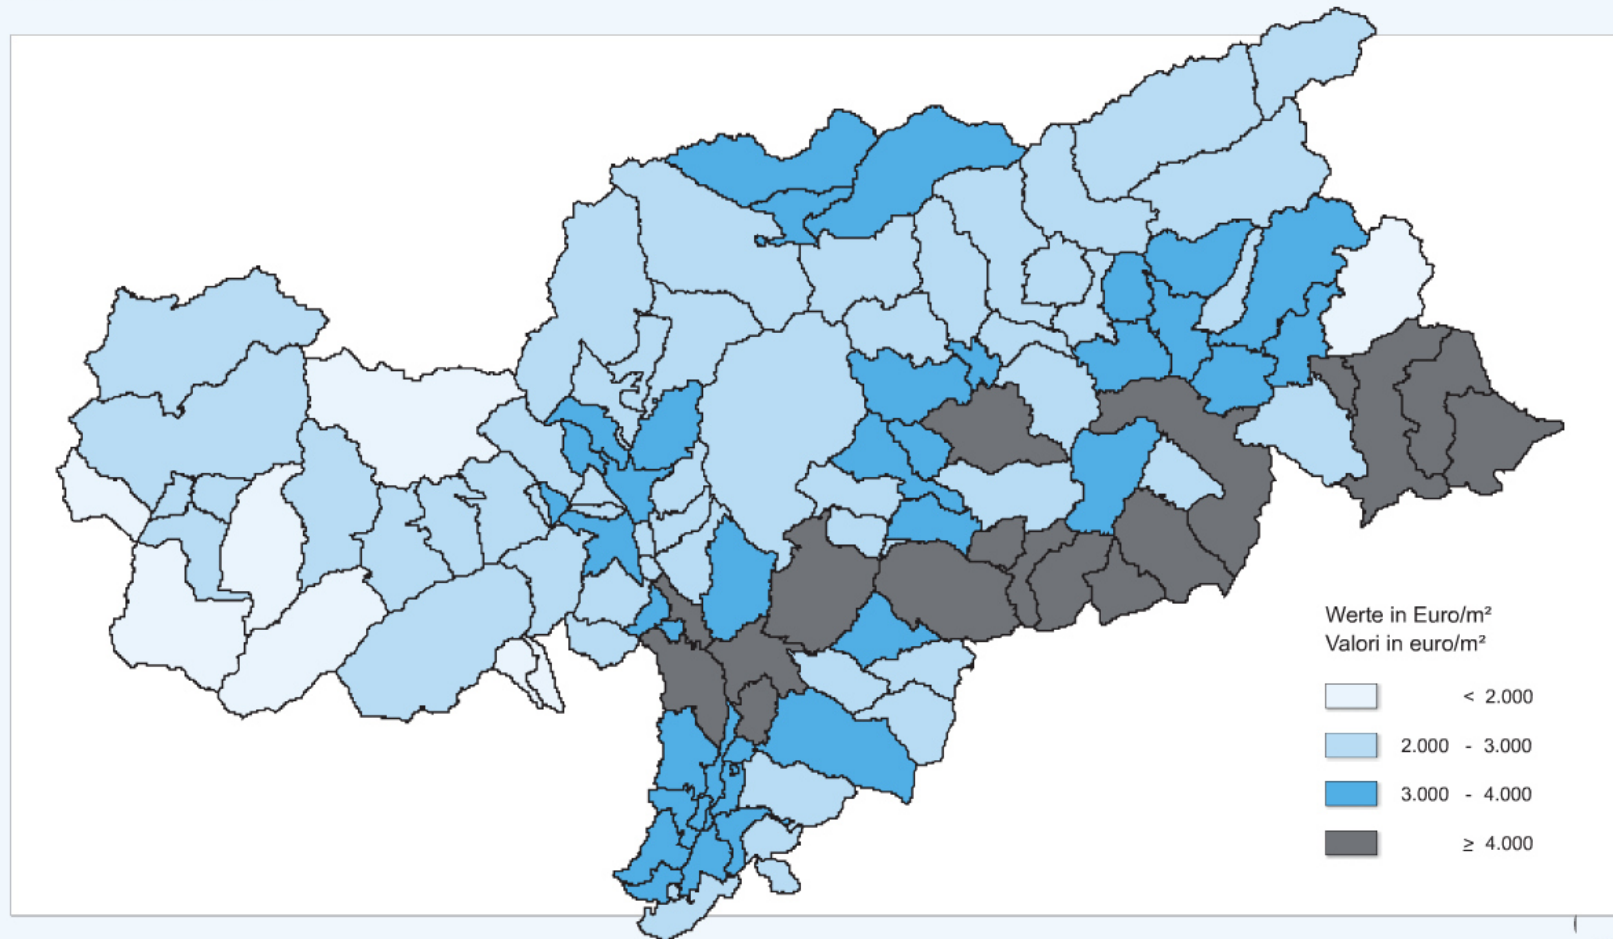 Werte in Euro/m²
Valori in euro/m²
< 2.000
2.000 - 3.000
3.000 - 4.000
≥ 4.000